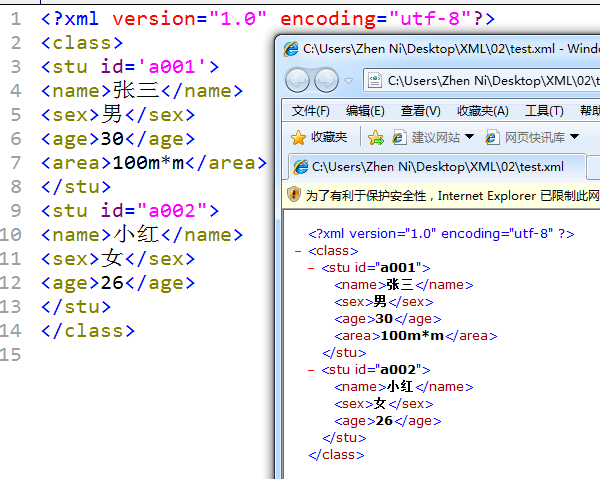 1 <?xml version="1.0" encoding="utf-8"?>
2 <class>
3 <stu id='a001'>
4 <name>张三</name>
5 <sex>男</sex>
6 <age>30</age>
7 <area>100m*m</area>
8 </stu>
9 <stu id="a002">
10 <name>小红</name>
11 <sex>女</sex>
12 <age>26</age>
13 </stu>
14 </class>
15
C:\Users\Zhen Ni\Desktop\XML\02\test.xml - Windo
C:\Users\Zhen Ni\Desktop\XML\02\t
文件(F) 编辑(E) 查看(V) 收藏夹(A) 工具(T) 帮助
收藏夹 建议网站 网页快讯库
C:\Users\Zhen Ni\Desktop\XML\02\test.xml
为了有利于保护安全性，Internet Explorer 已限制此网
<?xml version="1.0" encoding="utf-8" ?>
- <class>
- <stu id="a001">
<name>张三</name>
<sex>男</sex>
<age>30</age>
<area>100m*m</area>
</stu>
- <stu id="a002">
<name>小红</name>
<sex>女</sex>
<age>26</age>
</stu>
</class>